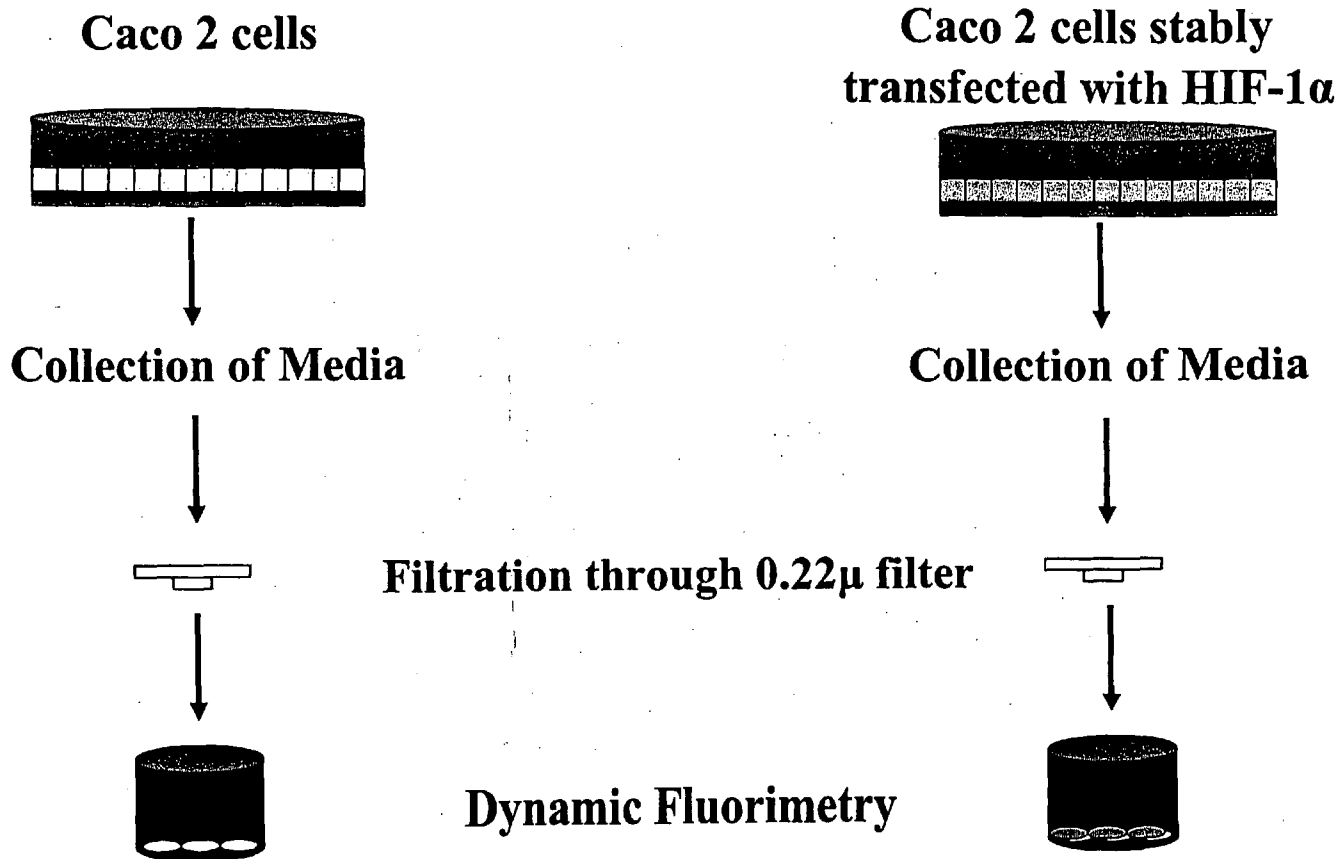 Caco 2 cells
Caco 2 cells stably
transfected with HIF-1α
Collection of Media
Collection of Media
Filtration through 0.22μ filter
Dynamic Fluorimetry